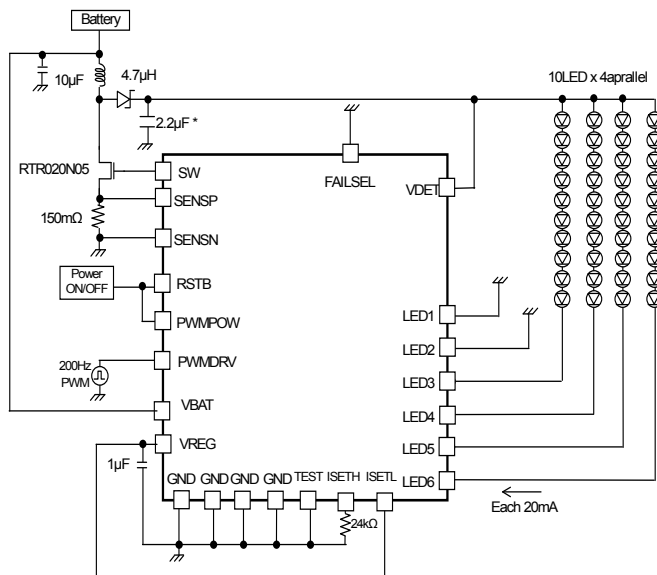 Battery
10µF
4.7µH
2.2µF *
10LED x 4aprallel
RTR020N05
SW
FAILSEL
VDET
SENSP
150mΩ
SENSN
Power
ON/OFF
RSTB
PWMPOW
LED1
LED2
200Hz
PWM
PWMDRV
LED3
VBAT
LED4
VREG
LED5
1µF
GND GND GND GND TEST ISETH ISETL
LED6
24kΩ
Each 20mA